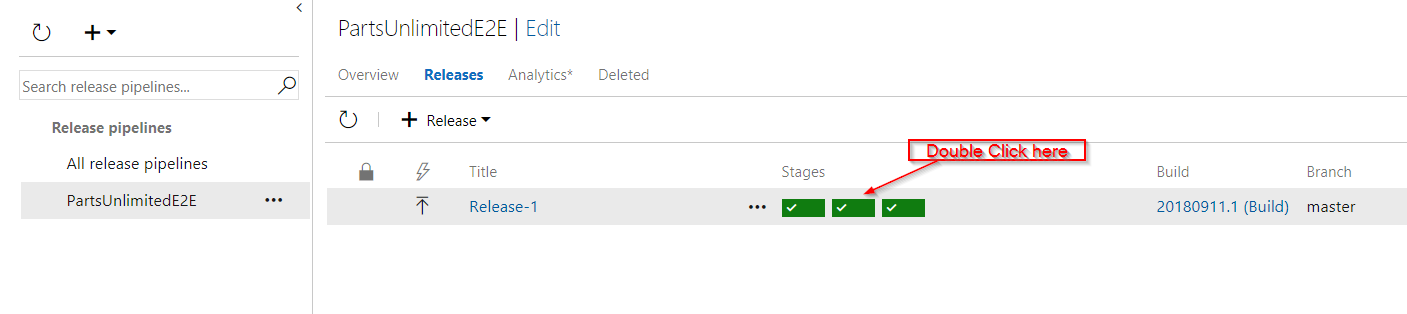 PartsUnlimitedE2E | Edit
Overview Releases Analytics* Deleted
Search release pipelines...
Release pipelines
All release pipelines
PartsUnlimitedE2E ...
+ Release
Double Click here
Title Stages Build Branch
Release-1 ... 20180911.1 (Build) master